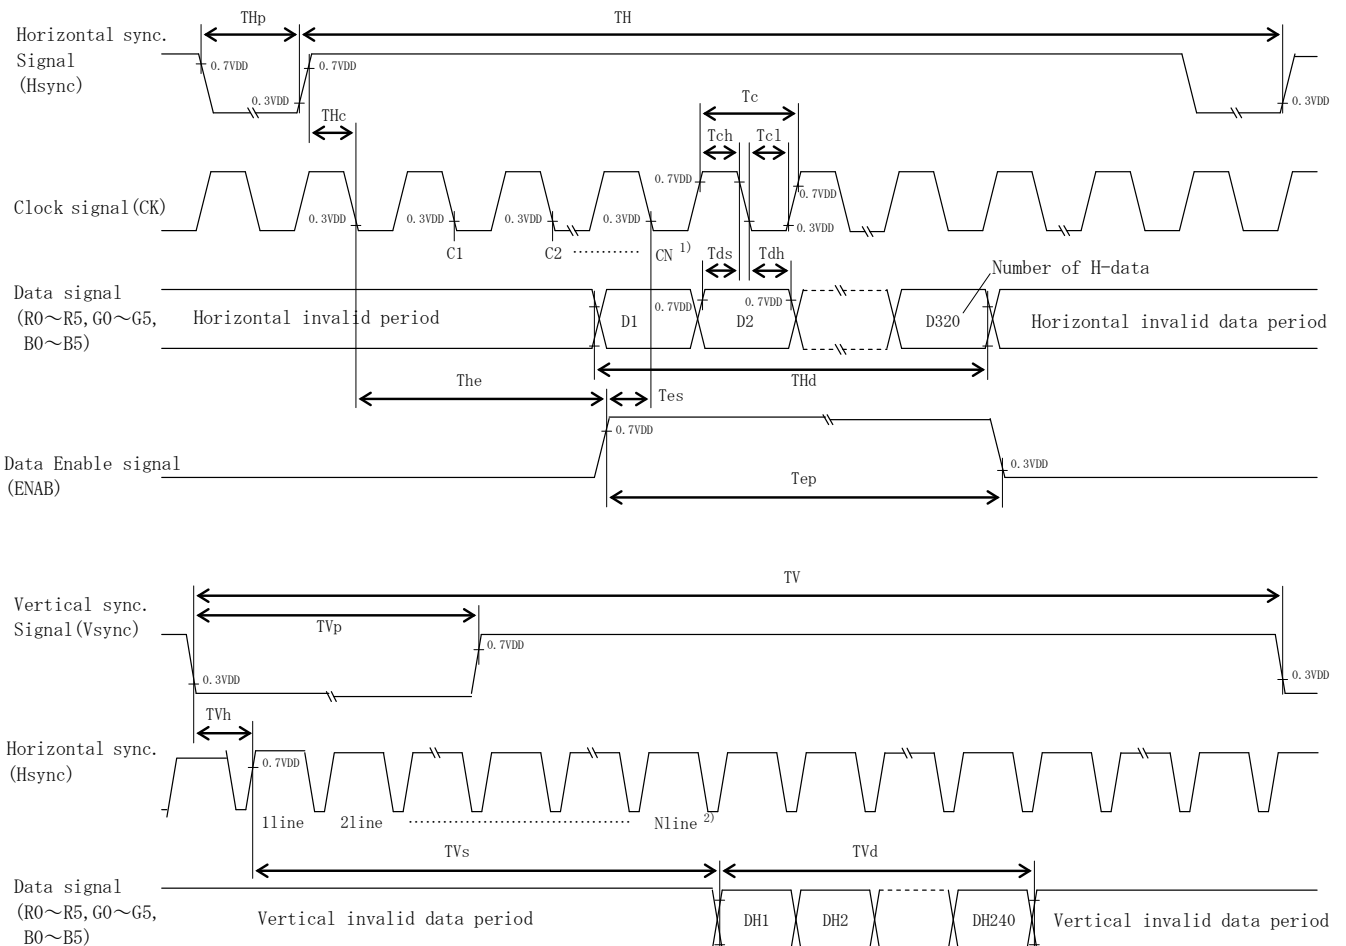 THp
TH
Horizontal sync.
Signal
(Hsync)
0.7VDD
0.7VDD
0.3VDD
0.3VDD
THc
Tc
Tch
Tcl
Clock signal(CK)
0.7VDD
0.7VDD
0.3VDD
0.3VDD
0.3VDD
0.3VDD
0.3VDD
C1
C2 ··········
CN 1)
Tds
Tdh
Number of H-data
Data signal
(R0~R5,G0~G5,
B0~B5)
Horizontal invalid period
D1
0.7VDD
D2
0.7VDD
D320
Horizontal invalid data period
THd
The
Tes
0.7VDD
Data Enable signal
(ENAB)
0.3VDD
Tep
TV
Vertical sync.
Signal(Vsync)
TVp
0.7VDD
0.3VDD
0.3VDD
TVh
Horizontal sync.
(Hsync)
0.7VDD
1line
2line ································
Nline 2)
TVs
TVd
Data signal
(R0~R5,G0~G5,
B0~B5)
Vertical invalid data period
DH1
DH2
DH240
Vertical invalid data period